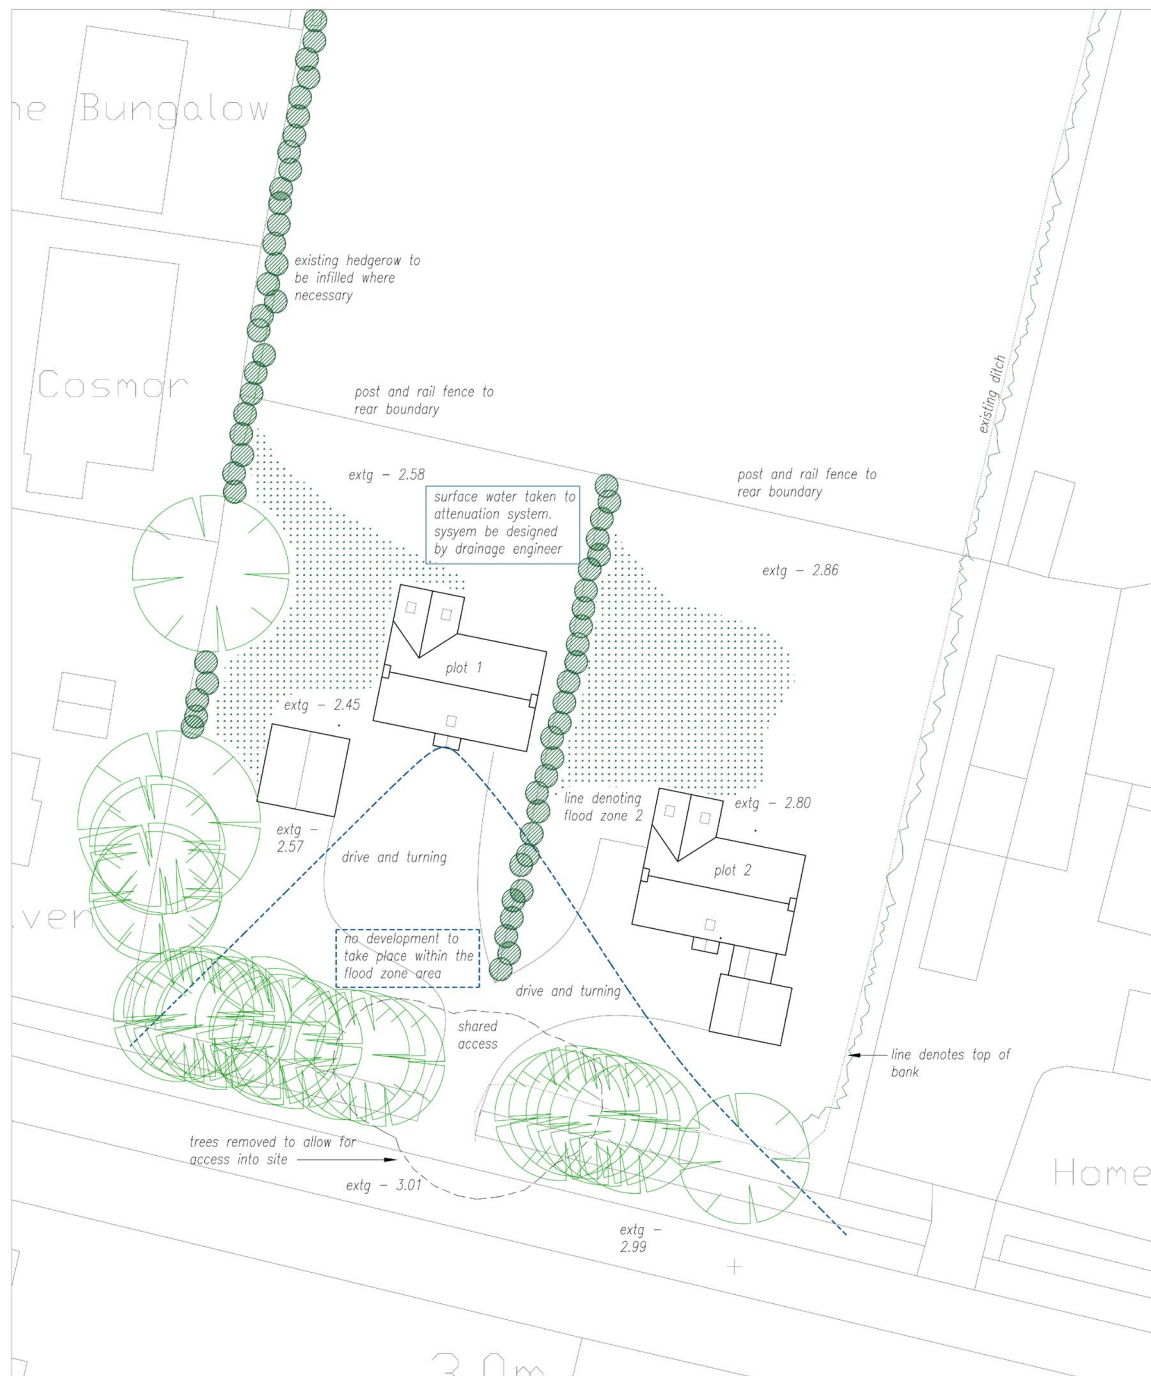 ne Bungalow
existing hedgerow to
be infilled where
necessary
Cosmor
existing ditch
post and rail fence to
rear boundary
extg - 2.58
post and rail fence to
rear boundary
surface water taken to
attenuation system.
sysyem be designed
by drainage engineer
extg - 2.86
plot 1
extg - 2.45
line denoting
flood zone 2
extg - 2.80
extg -
2.57
drive and turning
plot 2
ven
no development to
take place within the
flood zone area
drive and turning
shared
access
line denotes top of
bank
trees removed to allow for
access into site
extg - 3.01
Home
extg -
2.99
3.0m